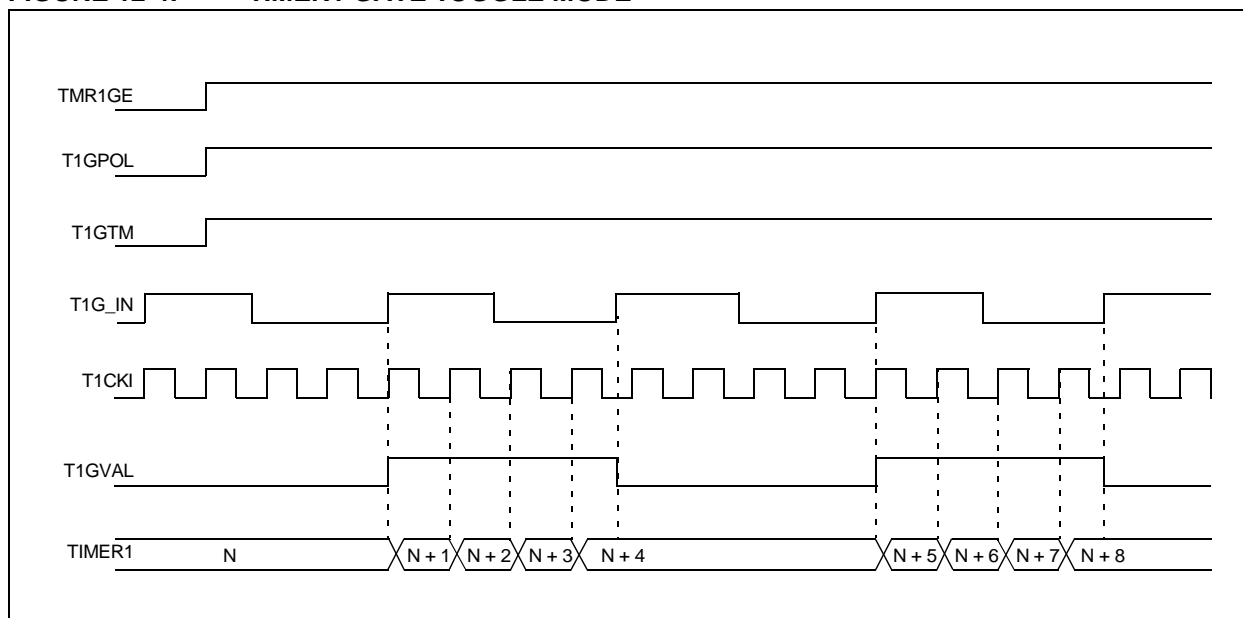 TMR1GE
T1GPOL
T1GTM
T1G_IN
T1CKI
T1GVAL
TIMER1 N N + 1 N + 2 N + 3 N + 4 N + 5 N + 6 N + 7 N + 8